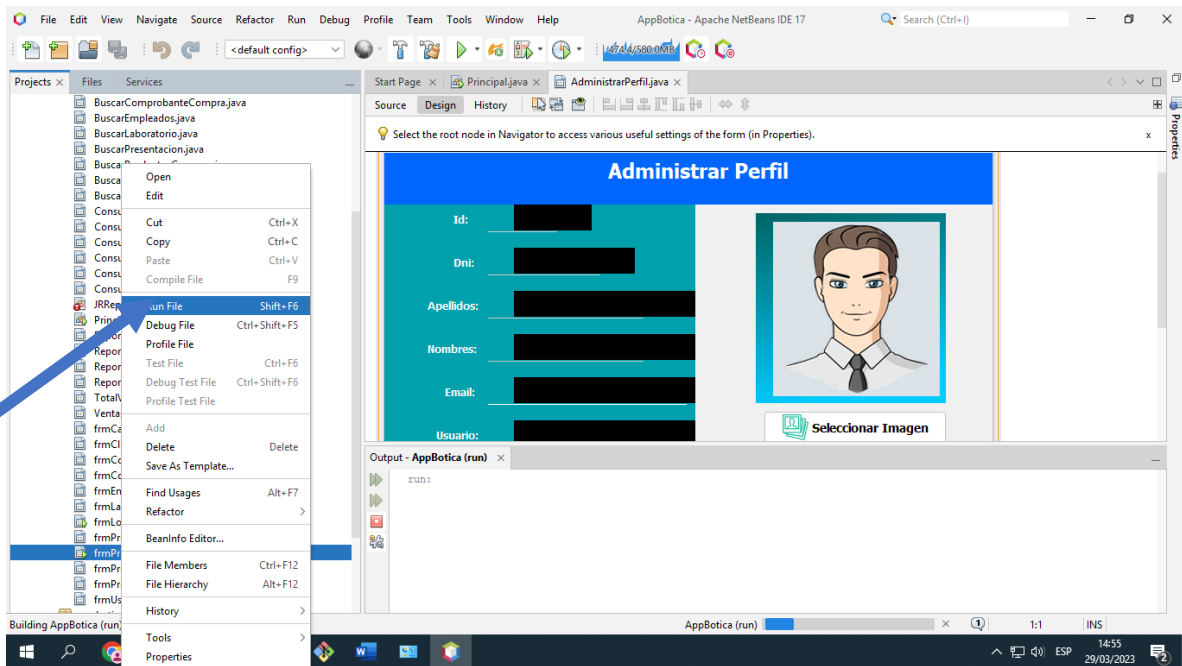 File Edit View Navigate Source Refactor Run Debug Profile Team Tools Window Help
AppBotica - Apache NetBeans IDE 17
Search (Ctrl+I)
<default config>
474.4/580.0MB
Projects
Files
Services
BuscarComprobanteCompra.java
BuscarEmpleados.java
BuscarLaboratorio.java
BuscarPresentacion.java
Open
Edit
Cut Ctrl+X
Copy Ctrl+C
Paste Ctrl+V
Compile File F9
Run File Shift+F6
Debug File Ctrl+Shift+F5
Profile File
Test File Ctrl+F6
Debug Test File Ctrl+Shift+F6
Profile Test File
Add
Delete Delete
Save As Template...
Find Usages Alt+F7
Refactor
BeanInfo Editor...
File Members Ctrl+F12
File Hierarchy Alt+F12
History
Tools
Properties
Start Page
Principal.java
AdministrarPerfil.java
Source Design History
Select the root node in Navigator to access various useful settings of the form (in Properties).
Properties
Administrar Perfil
Id:
Dni:
Apellidos:
Nombres:
Email:
Usuario:
Seleccionar Imagen
Output - AppBotica (run)
run:
Building AppBotica (run)
AppBotica (run)
1:1
INS
ESP
14:55
29/03/2023
2